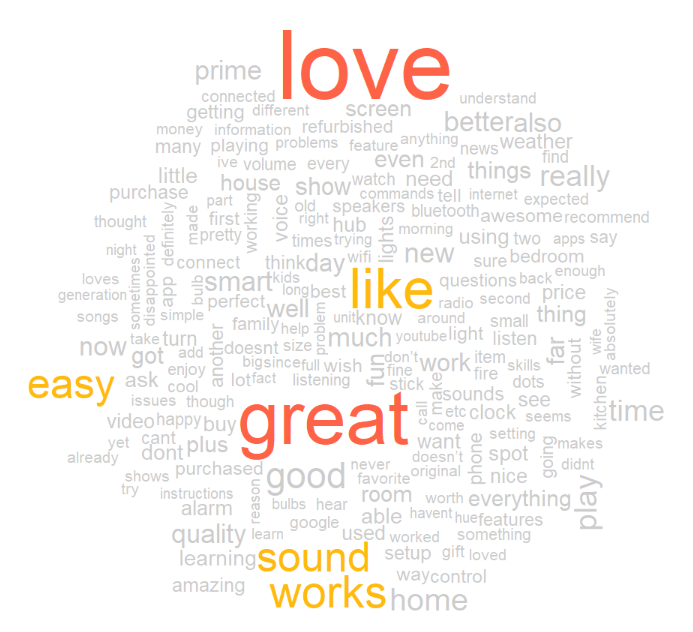 love
prime
connected
understand
getting
different
screen
money
information
refurbished
better
also
many
playing
problems
feature
anything
news
weather
ive
volume
every
even
2nd
find
little
house
show
watch
need
things
really
purchase
part
old
speakers
commands
tell
internet
expected
thought
definitely
made
first
working
voice
right
hub
bluetooth
awesome
recommend
pretty
times
trying
lights
morning
using
two
apps
say
night
sometimes
disappointed
connect
think
day
wifi
new
sure
bedroom
loves
app
bulb
smart
kids
like
questions
back
enough
generation
long
best
radio
second
price
absolutely
songs
simple
perfect
well
unit
know
around
small
thing
take
turn
family
help
problem
much
youtube
light
listen
wife
now
got
add
another
doesnt
size
fun
don't
work
item
far
without
easy
enjoy
big
since
full
wish
fine
fire
skills
wanted
ask
cool
lot
fact
listening
stick
make
sounds
dots
kitchen
issues
though
great
call
etc
clock
see
time
video
happy
buy
come
seems
yet
cant
plus
want
setting
makes
already
dont
doesn't
phone
spot
going
didnt
shows
purchased
good
never
favorite
original
nice
try
instructions
reason
room
worth
everything
play
alarm
bulbs
hear
able
havent
hue
features
quality
learn
google
used
worked
something
learning
sound
setup
gift
loved
amazing
works
way
control
home